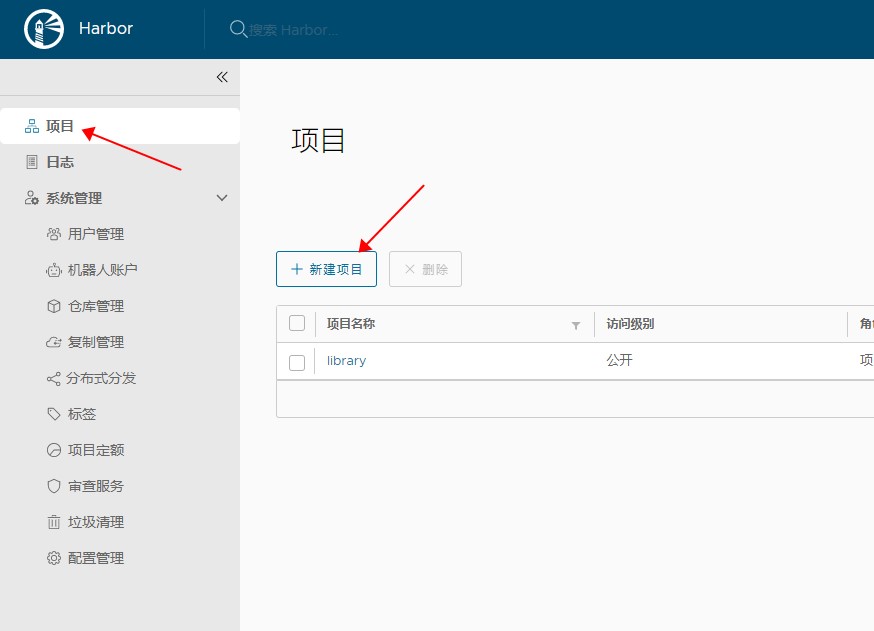 Harbor
搜索 Harbor...
项目
日志
系统管理
用户管理
机器人账户
仓库管理
复制管理
分布式分发
标签
项目定额
审查服务
垃圾清理
配置管理
项目
+ 新建项目
× 删除
项目名称 访问级别
library 公开 项